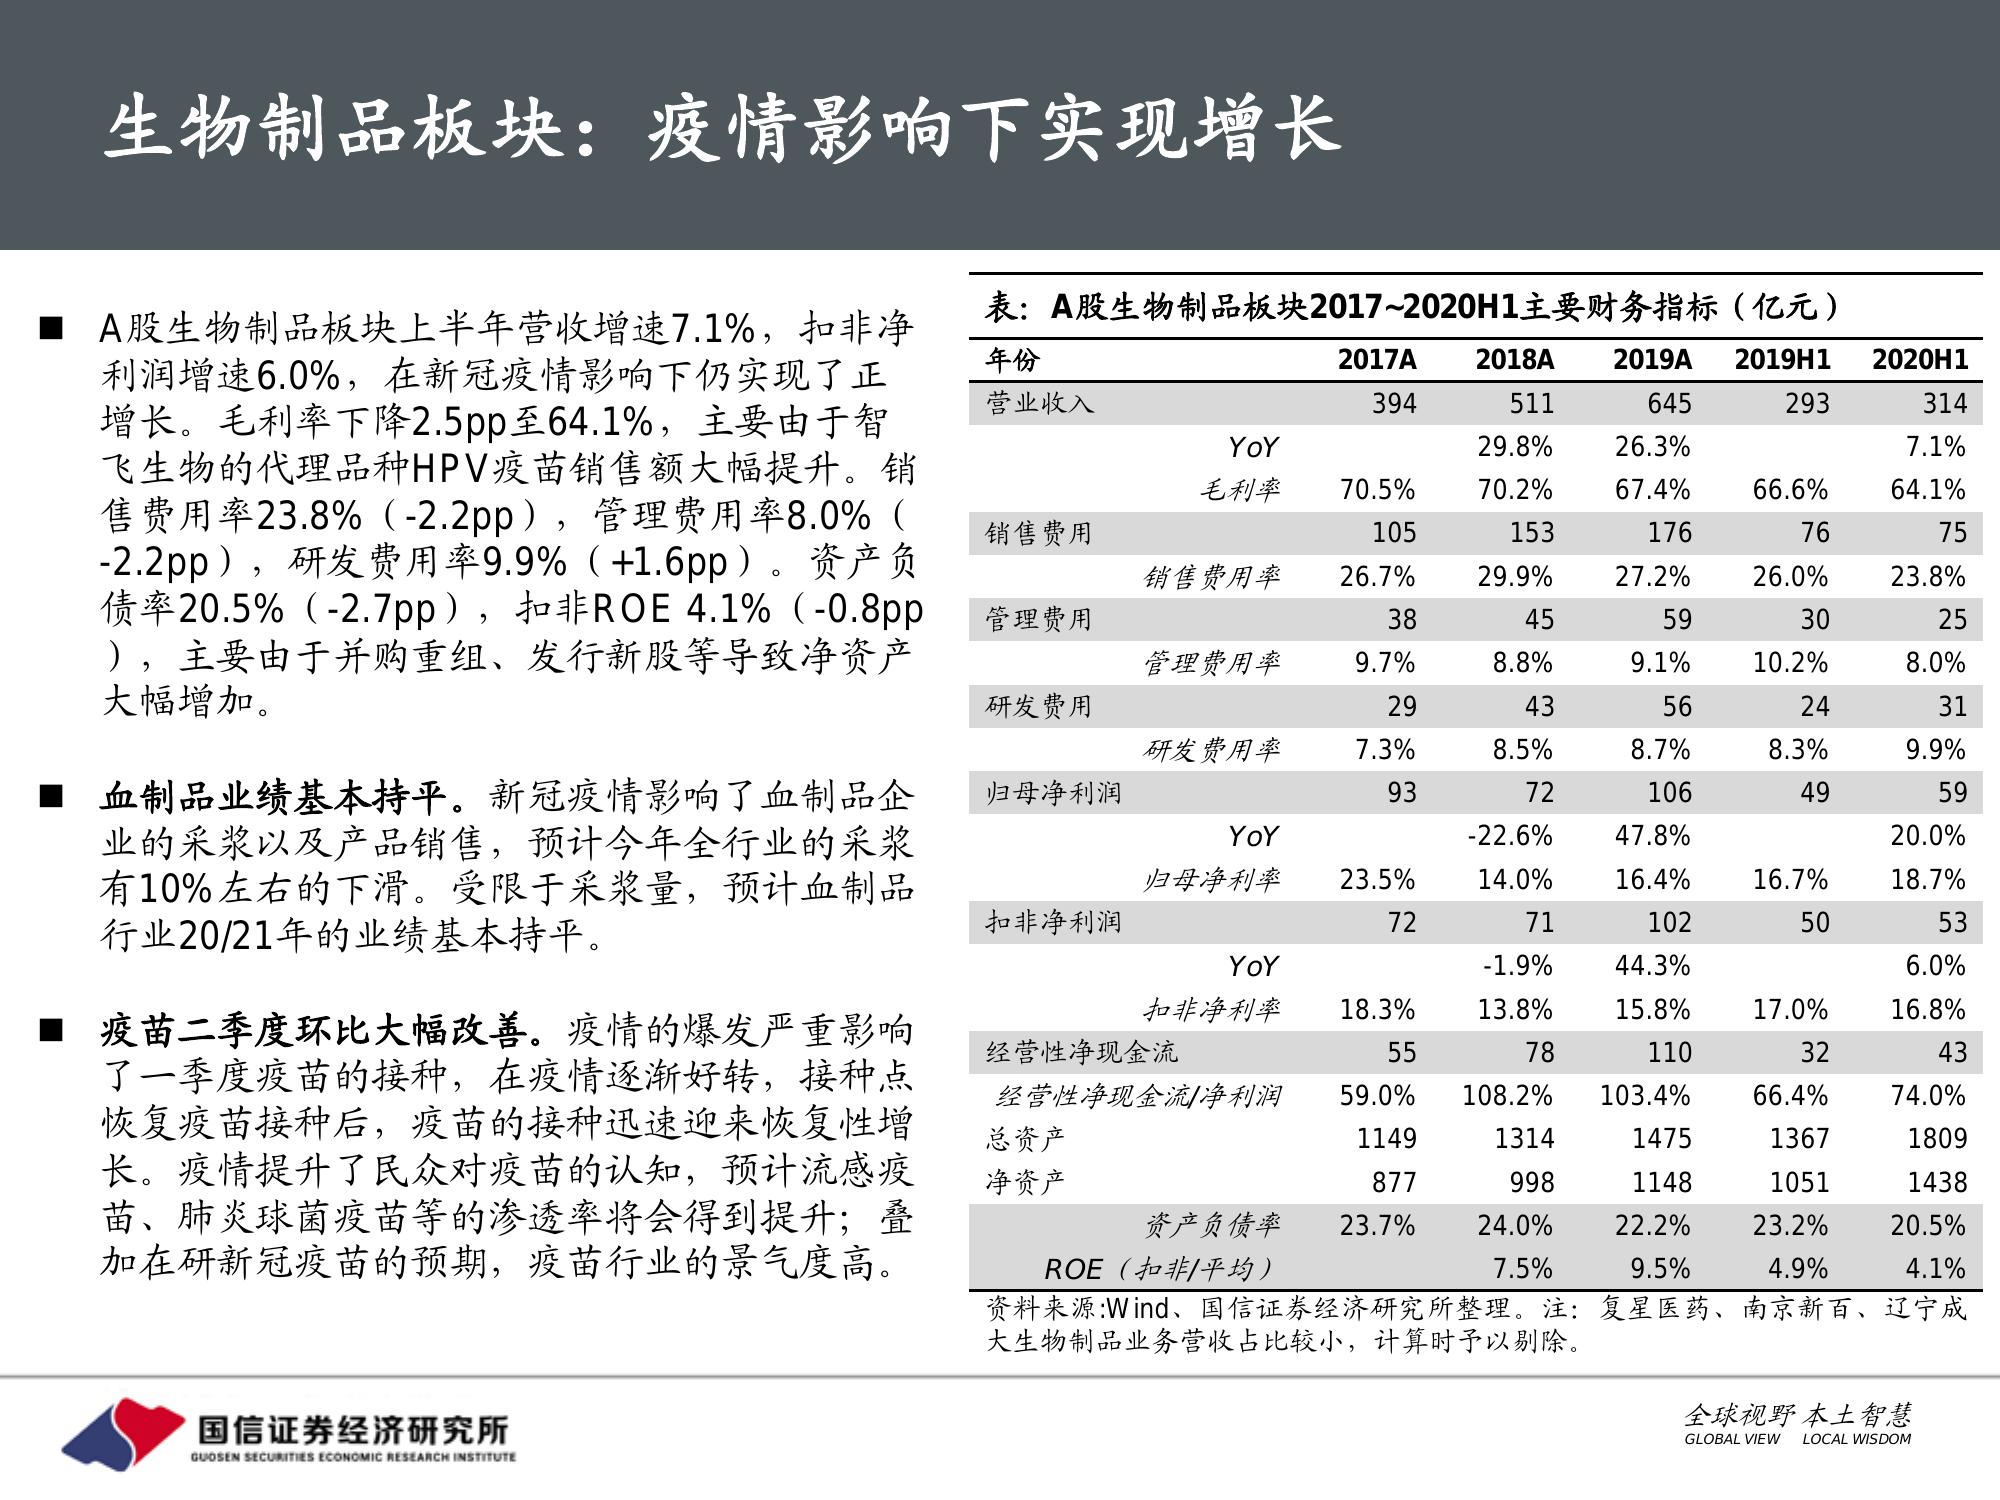 生物制品板块：疫情影响下实现增长
■ A股生物制品板块上半年营收增速7.1%，扣非净
利润增速6.0%，在新冠疫情影响下仍实现了正
增长。毛利率下降2.5pp至64.1%，主要由于智
飞生物的代理品种HPV疫苗销售额大幅提升。销
售费用率23.8%（-2.2pp），管理费用率8.0%（
-2.2pp），研发费用率9.9%（+1.6pp）。资产负
债率20.5%（-2.7pp），扣非ROE 4.1%（-0.8pp
），主要由于并购重组、发行新股等导致净资产
大幅增加。
■ 血制品业绩基本持平。新冠疫情影响了血制品企
业的采浆以及产品销售，预计今年全行业的采浆
有10%左右的下滑。受限于采浆量，预计血制品
行业20/21年的业绩基本持平。
■ 疫苗二季度环比大幅改善。疫情的爆发严重影响
了一季度疫苗的接种，在疫情逐渐好转，接种点
恢复疫苗接种后，疫苗的接种迅速迎来恢复性增
长。疫情提升了民众对疫苗的认知，预计流感疫
苗、肺炎球菌疫苗等的渗透率将会得到提升；叠
加在研新冠疫苗的预期，疫苗行业的景气度高。
表：A股生物制品板块2017~2020H1主要财务指标（亿元）
年份 2017A 2018A 2019A 2019H1 2020H1
营业收入 394 511 645 293 314
YoY 29.8% 26.3% 7.1%
毛利率 70.5% 70.2% 67.4% 66.6% 64.1%
销售费用 105 153 176 76 75
销售费用率 26.7% 29.9% 27.2% 26.0% 23.8%
管理费用 38 45 59 30 25
管理费用率 9.7% 8.8% 9.1% 10.2% 8.0%
研发费用 29 43 56 24 31
研发费用率 7.3% 8.5% 8.7% 8.3% 9.9%
归母净利润 93 72 106 49 59
YoY -22.6% 47.8% 20.0%
归母净利率 23.5% 14.0% 16.4% 16.7% 18.7%
扣非净利润 72 71 102 50 53
YoY -1.9% 44.3% 6.0%
扣非净利率 18.3% 13.8% 15.8% 17.0% 16.8%
经营性净现金流 55 78 110 32 43
经营性净现金流/净利润 59.0% 108.2% 103.4% 66.4% 74.0%
总资产 1149 1314 1475 1367 1809
净资产 877 998 1148 1051 1438
资产负债率 23.7% 24.0% 22.2% 23.2% 20.5%
ROE（扣非/平均） 7.5% 9.5% 4.9% 4.1%
资料来源:Wind、国信证券经济研究所整理。注：复星医药、南京新百、辽宁成
大生物制品业务营收占比较小，计算时予以剔除。
国信证券经济研究所
GUOSEN SECURITIES ECONOMIC RESEARCH INSTITUTE
全球视野 本土智慧
GLOBAL VIEW LOCAL WISDOM